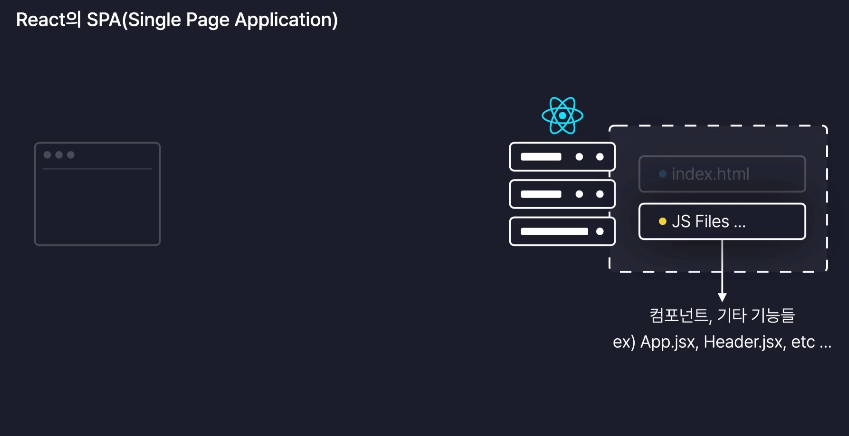 React의 SPA(Single Page Application)
index.html
JS Files ...
컴포넌트, 기타 기능들
ex) App.jsx, Header.jsx, etc ...